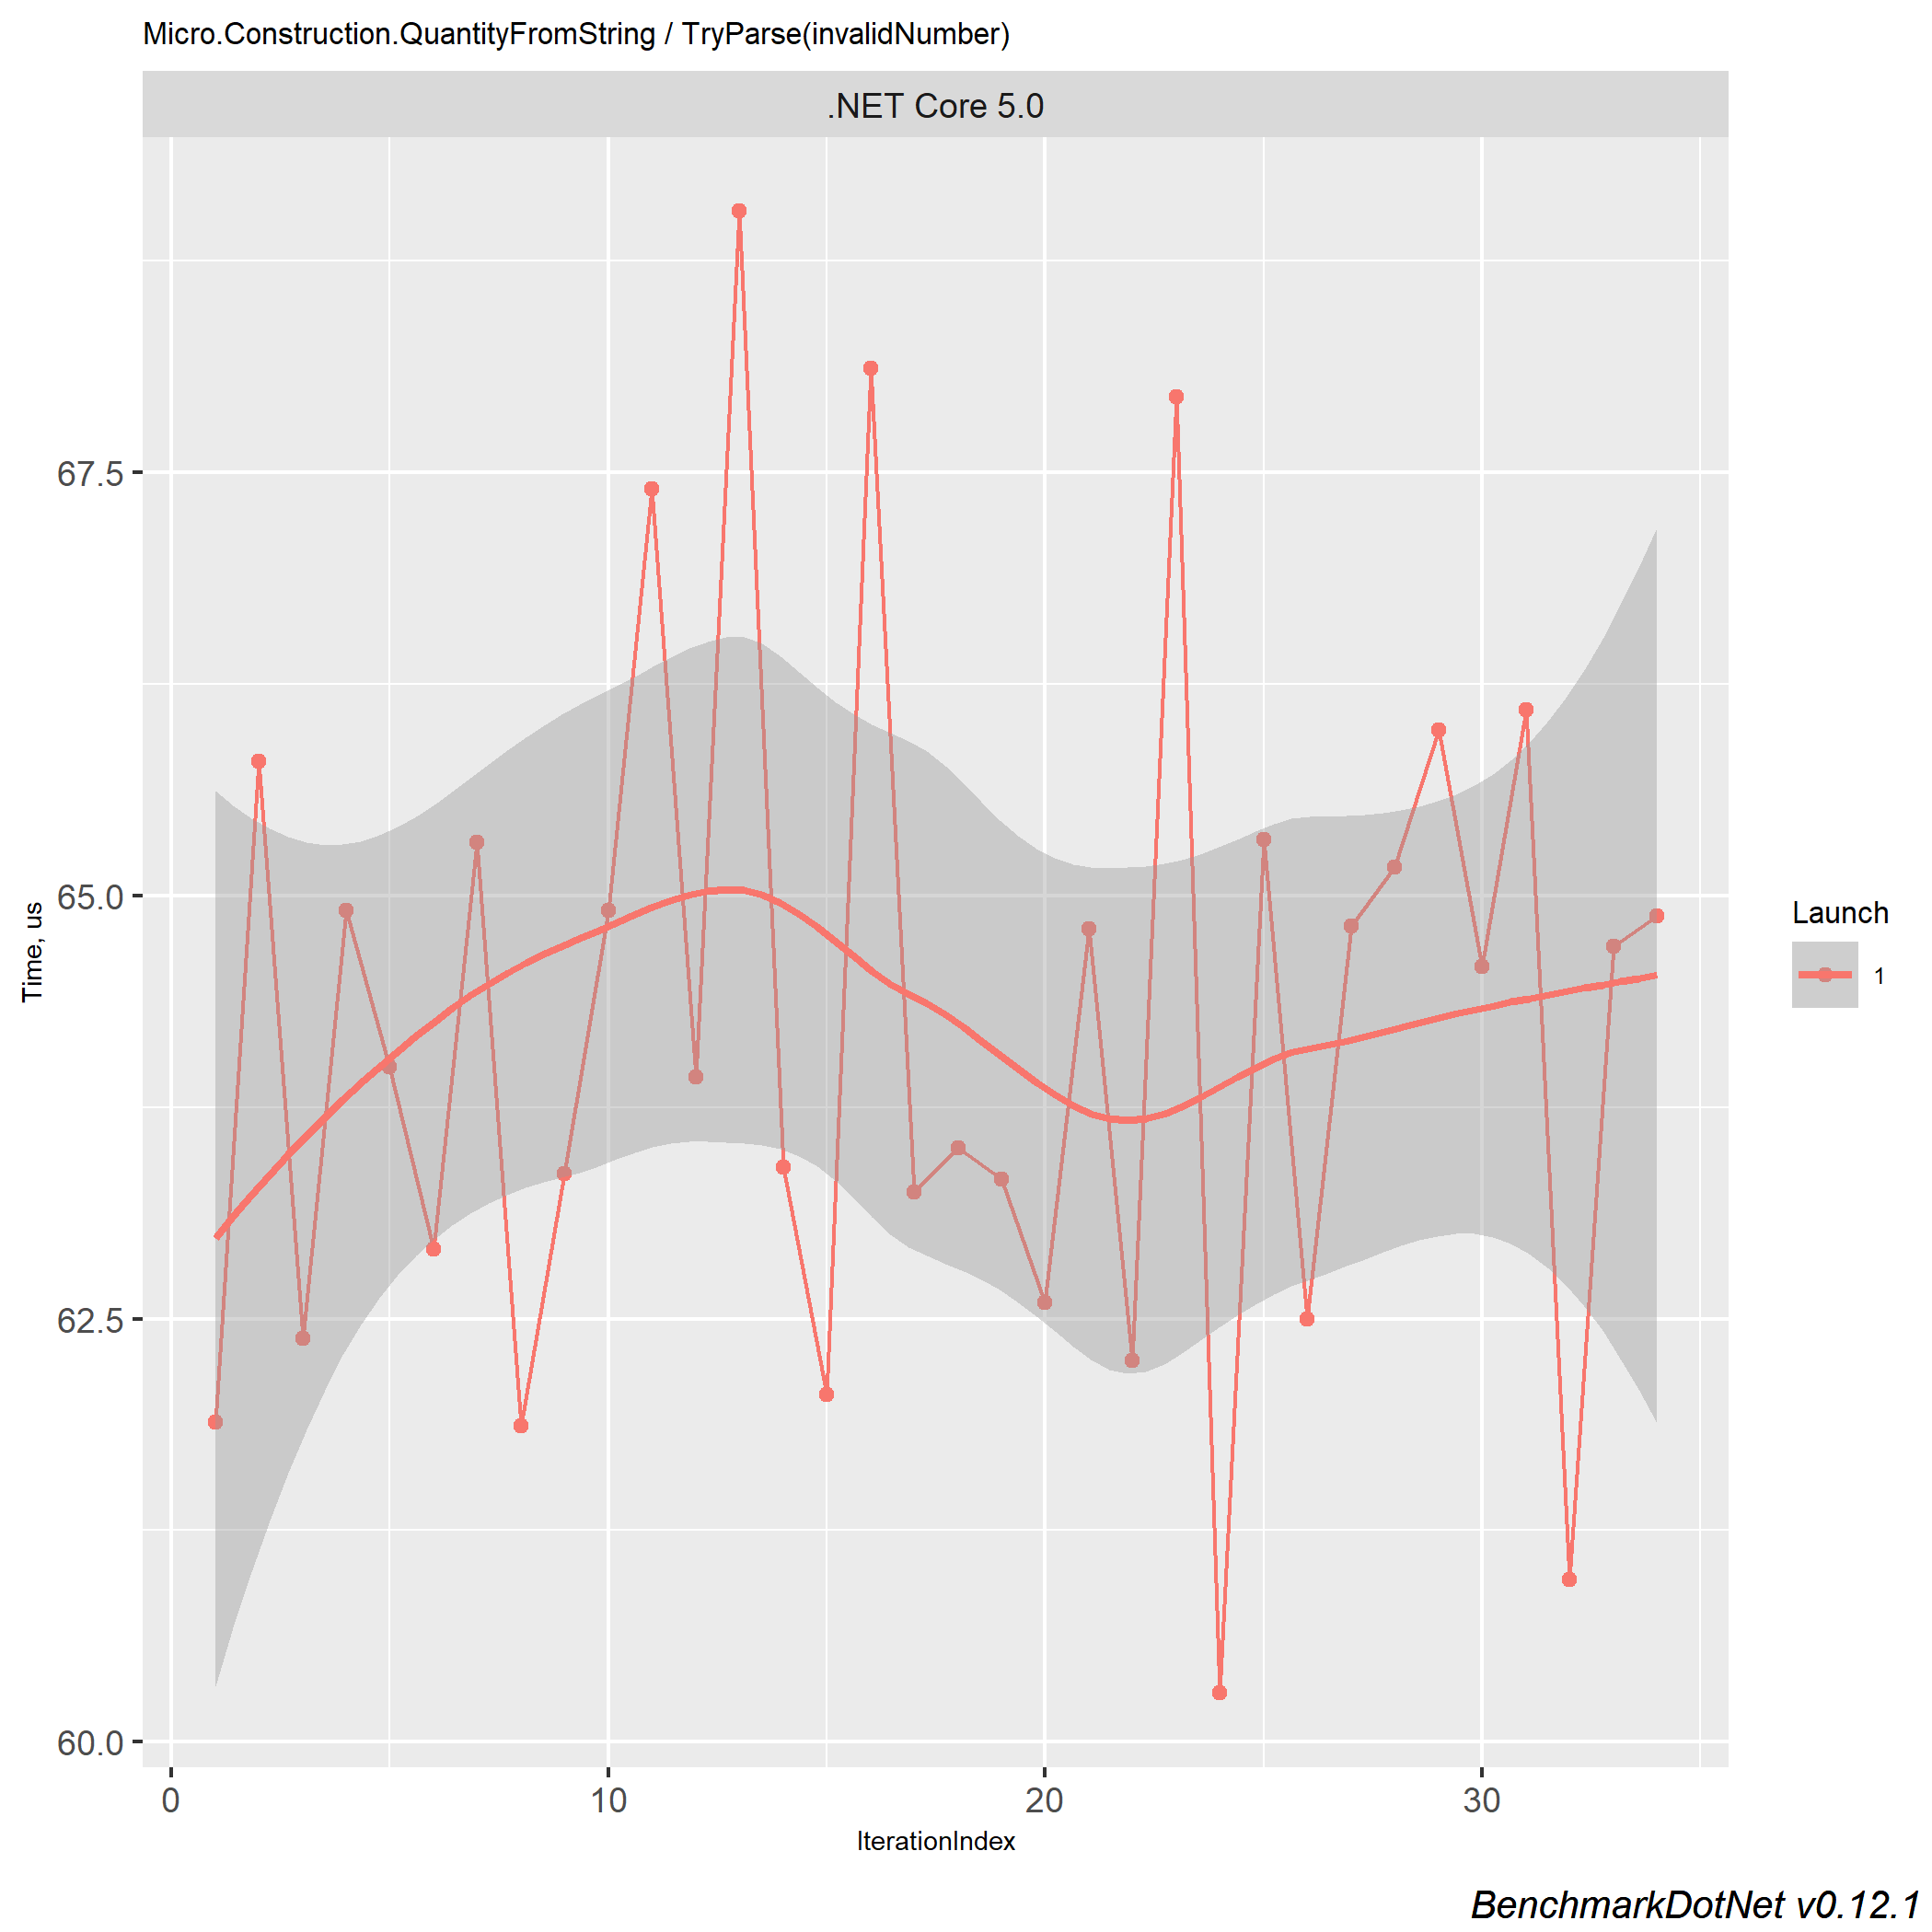 Micro.Construction.QuantityFromString / TryParse(invalidNumber)
.NET Core 5.0
67.5
65.0
62.5
60.0
Time, us
0 10 20 30
IterationIndex
Launch
1
BenchmarkDotNet v0.12.1